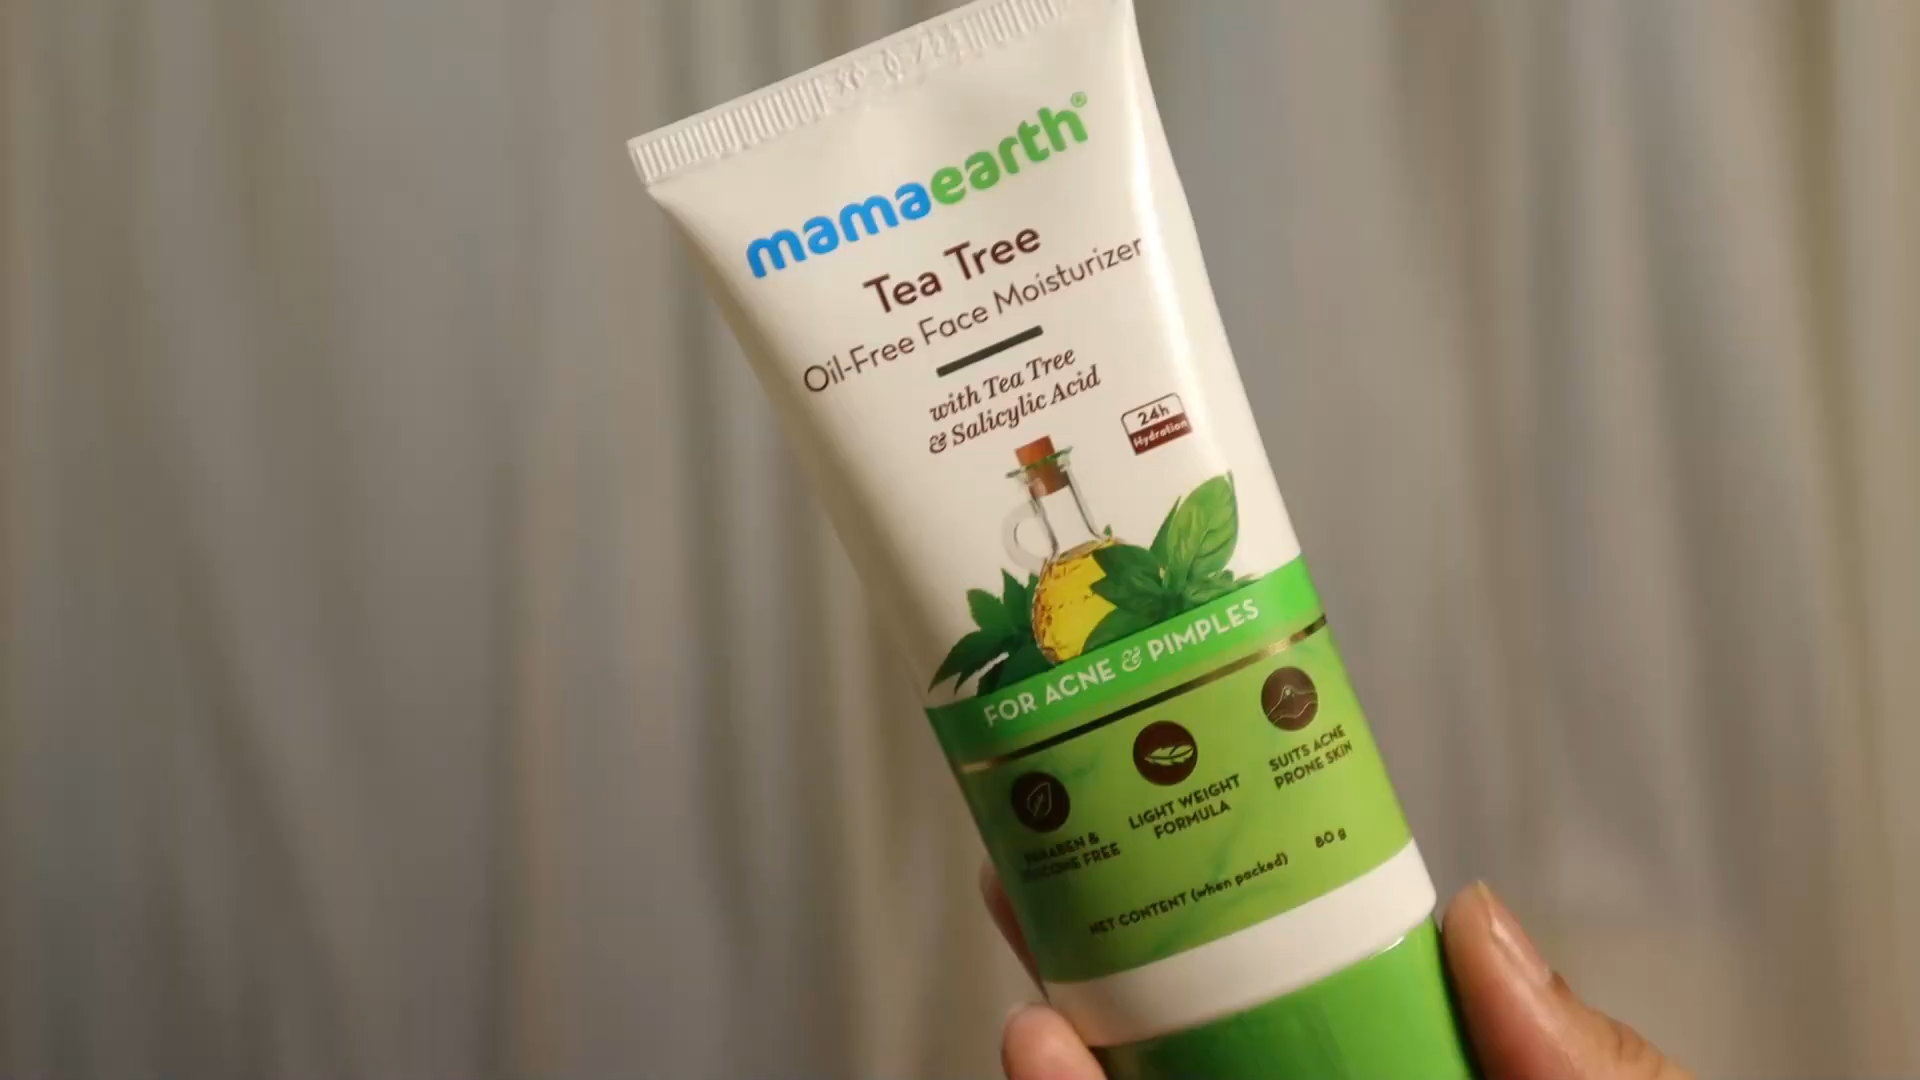 mamaearth®
Tea Tree
Oil-Free Face Moisturizer
with Tea Tree
& Salicylic Acid
24h
Hydration
FOR ACNE & PIMPLES
PARABEN &
SILICONE FREE
LIGHT WEIGHT
FORMULA
SUITS ACNE
PRONE SKIN
NET CONTENT (when packed) 80 g